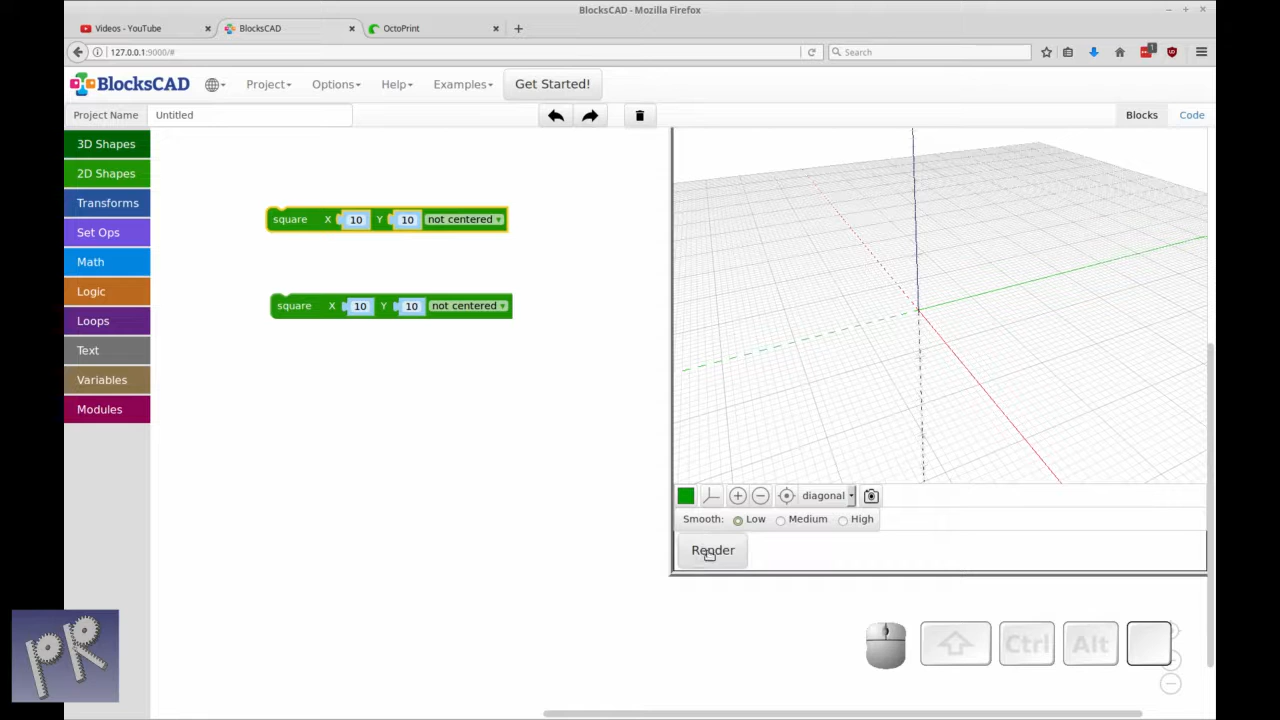 BlocksCAD - Mozilla Firefox
Videos - YouTube
BlocksCAD
OctoPrint
127.0.0.1:9000/#
Search
1
BlocksCAD
Project
Options
Help
Examples
Get Started!
Project Name
Untitled
Blocks
Code
3D Shapes
2D Shapes
Transforms
Set Ops
Math
Logic
Loops
Text
Variables
Modules
square X 10 Y 10 not centered
square X 10 Y 10 not centered
diagonal
Smooth: Low Medium High
Render
Ctrl
Alt
PR